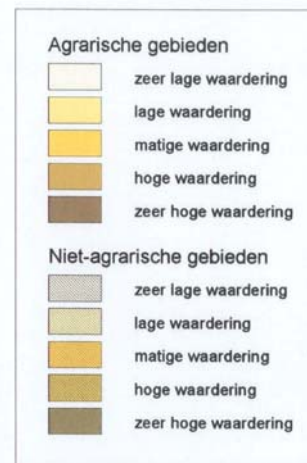 Agrarische gebieden
zeer lage waardering
lage waardering
matige waardering
hoge waardering
zeer hoge waardering
Niet-agrarische gebieden
zeer lage waardering
lage waardering
matige waardering
hoge waardering
zeer hoge waardering